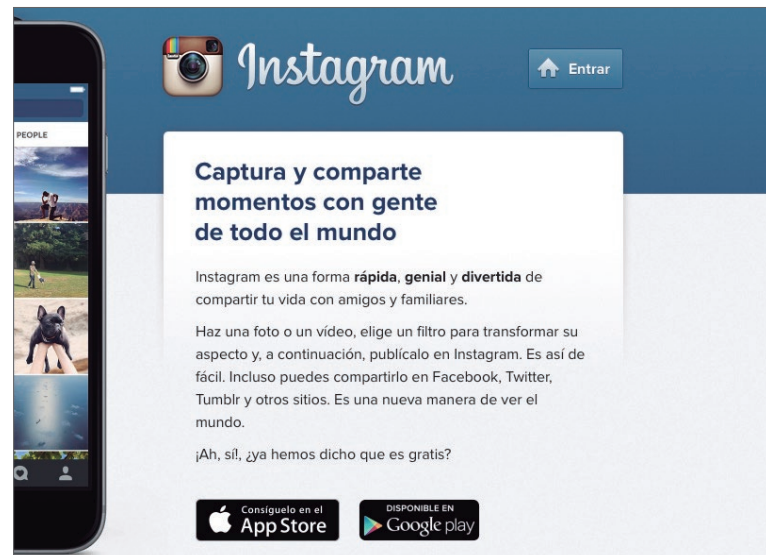 Instagram
Entrar
PEOPLE
Captura y comparte
momentos con gente
de todo el mundo
Instagram es una forma rápida, genial y divertida de
compartir tu vida con amigos y familiares.
Haz una foto o un vídeo, elige un filtro para transformar su
aspecto y, a continuación, publícalo en Instagram. Es así de
fácil. Incluso puedes compartirlo en Facebook, Twitter,
Tumblr y otros sitios. Es una nueva manera de ver el
mundo.
¡Ah, sí!, ¿ya hemos dicho que es gratis?
Consíguelo en el
App Store
DISPONIBLE EN
Google play